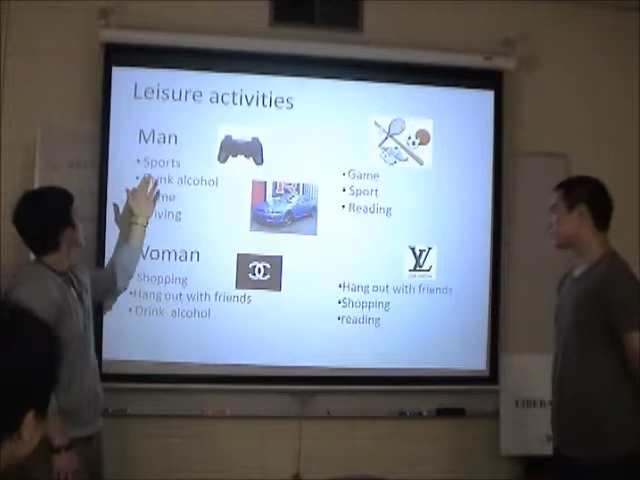 Leisure activities
Man
• Sports
alcohol
• Game
• Sport
• Reading
Woman
Shopping
•Hang out with friends
• Drink alcohol
•Hang out with friends
•Shopping
•reading
LIBERA